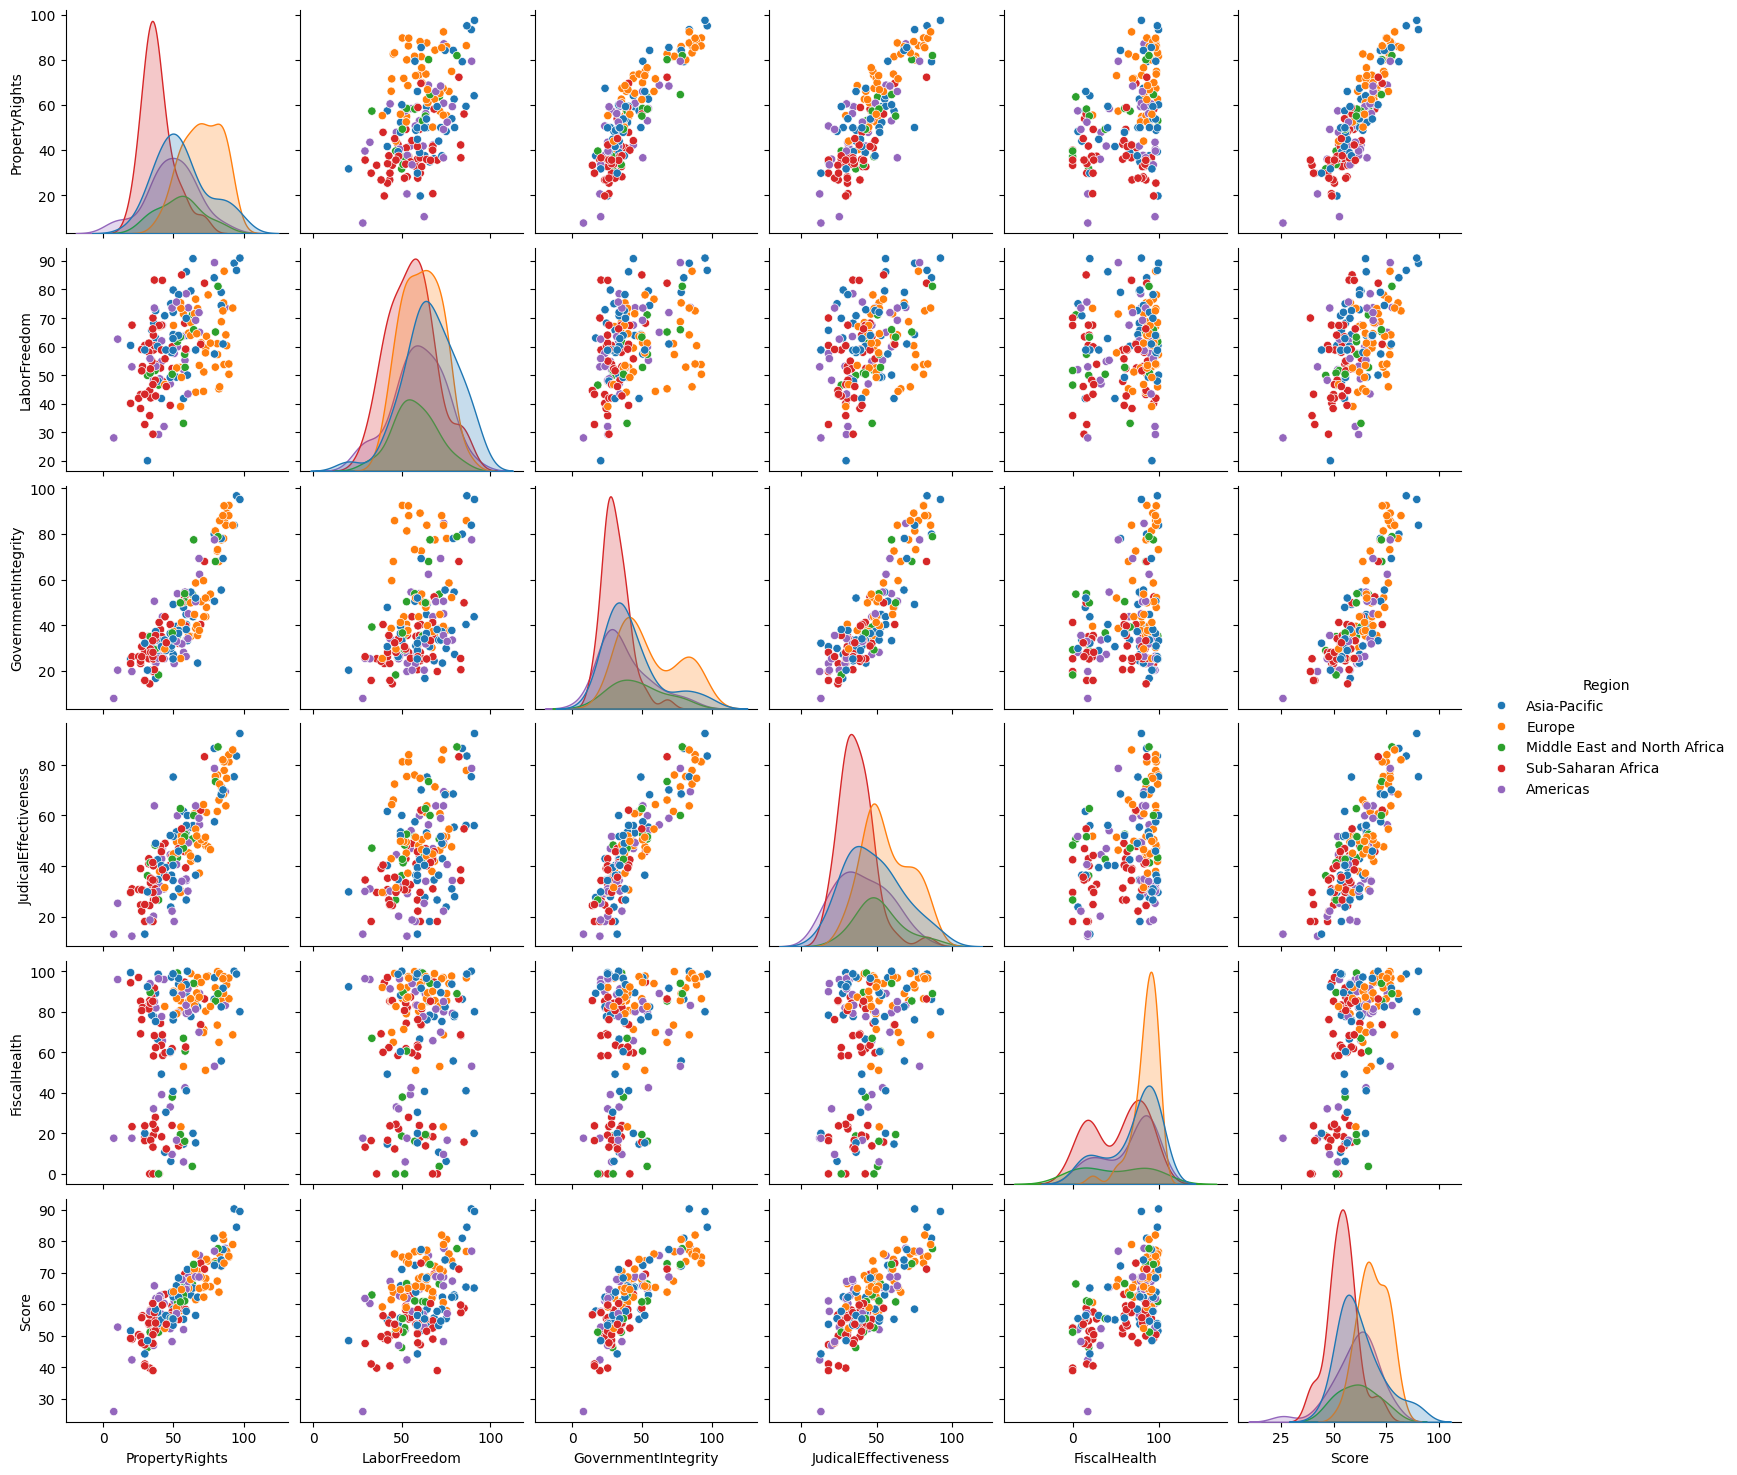 100
80
60
40
20
PropertyRights
90
80
70
60
50
40
30
20
LaborFreedom
100
80
60
40
20
GovernmentIntegrity
Region
Asia-Pacific
Europe
Middle East and North Africa
Sub-Saharan Africa
Americas
80
60
40
20
JudicalEffectiveness
100
80
60
40
20
0
FiscalHealth
90
80
70
60
50
40
30
Score
0 50 100 0 50 100 0 50 100 0 50 100 0 100 25 50 75 100
PropertyRights LaborFreedom GovernmentIntegrity JudicalEffectiveness FiscalHealth Score